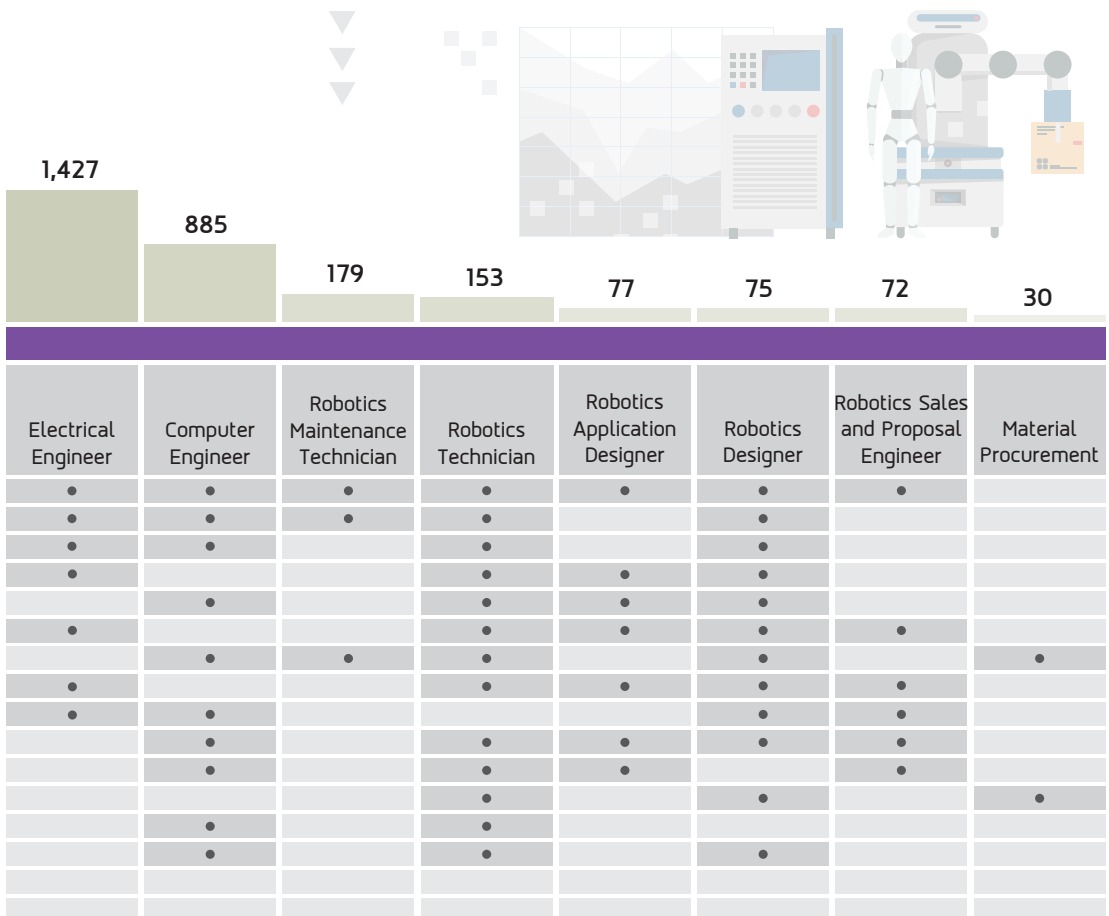 1,427
885
179
153
77
75
72
30
Electrical
Engineer
Computer
Engineer
Robotics
Maintenance
Technician
Robotics
Technician
Robotics
Application
Designer
Robotics
Designer
Robotics Sales
and Proposal
Engineer
Material
Procurement